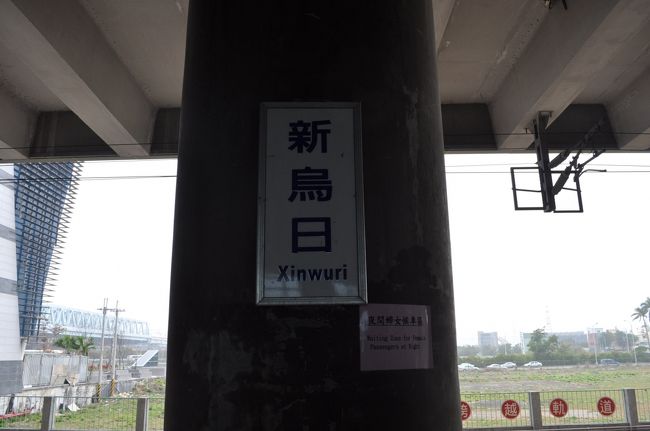 新
烏
日
Xinwuri
夜間婦女候車區
Waiting Zone for Female
Passengers at Night
跨越軌道